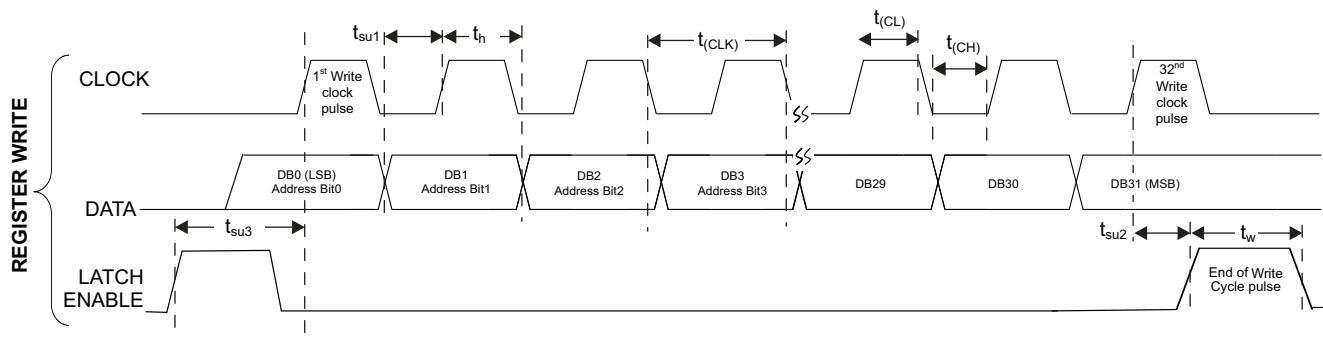 t(CL)
tsu1
th
t(CLK)
t(CH)
CLOCK
1st Write
clock
pulse
32nd
Write
clock
pulse
REGISTER WRITE
DATA
DB0 (LSB)
Address Bit0
DB1
Address Bit1
DB2
Address Bit2
DB3
Address Bit3
DB29
DB30
DB31 (MSB)
tsu3
tsu2
tw
LATCH
ENABLE
End of Write
Cycle pulse